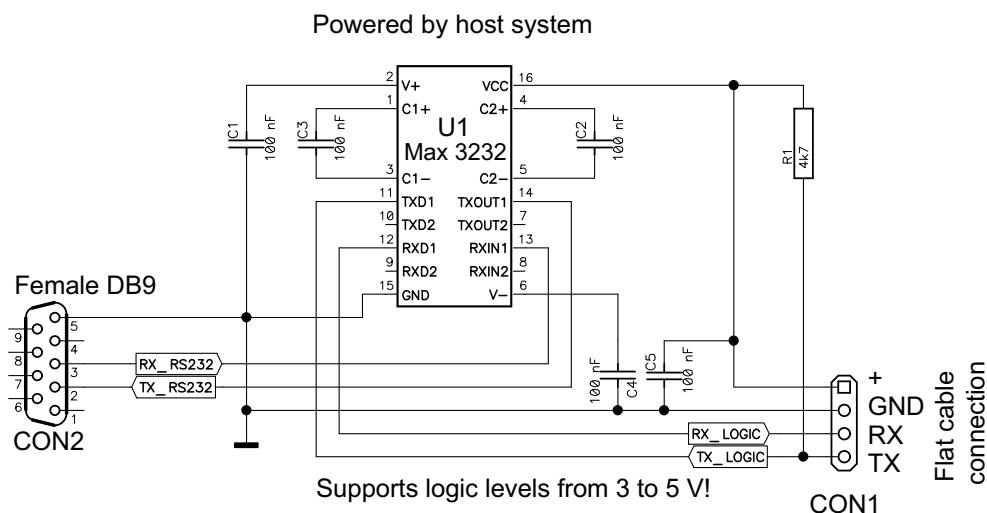 Powered by host system
2 V+
VCC 16
1 C1+
C2+ 4
U1
Max 3232
3 C1-
C2- 5
11 TXD1
TXOUT1 14
10 TXD2
TXOUT2 7
12 RXD1
RXIN1 13
9 RXD2
RXIN2 8
15 GND
V- 6
C1
100 nF
C3
100 nF
C2
100 nF
R1
4k7
Female DB9
5
9
4
8
3
7
2
6
1
CON2
RX_RS232
TX_RS232
100 nF
C4
C5
100 nF
+
GND
RX
TX
RX_LOGIC
TX_LOGIC
Flat cable
connection
Supports logic levels from 3 to 5 V!
CON1